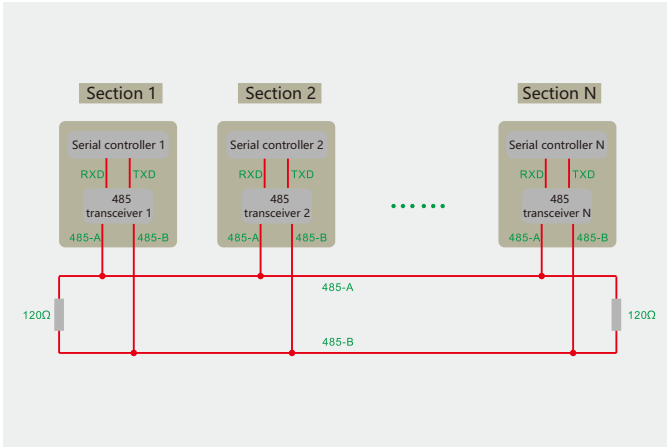 Section 1
Section 2
Section N
Serial controller 1
Serial controller 2
Serial controller N
RXD
TXD
RXD
TXD
RXD
TXD
485
transceiver 1
485
transceiver 2
485
transceiver N
485-A
485-B
485-A
485-B
485-A
485-B
485-A
120Ω
120Ω
485-B